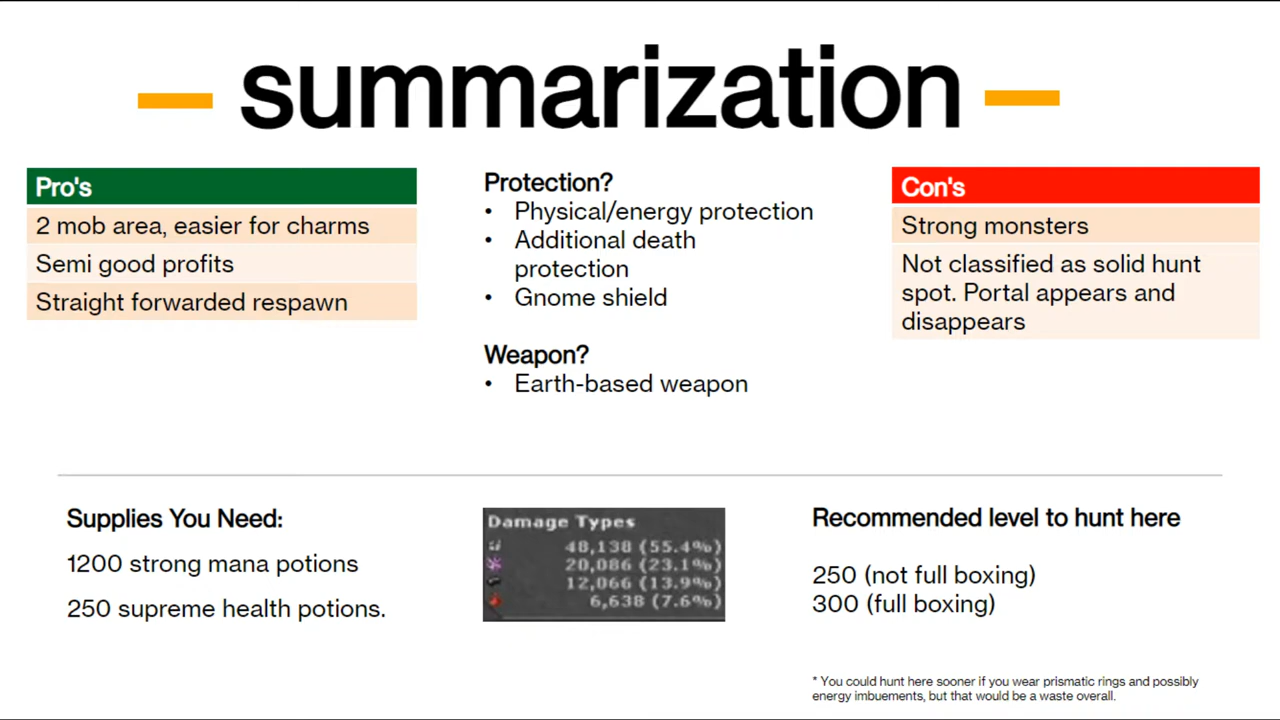 summarization
Pro's
2 mob area, easier for charms
Semi good profits
Straight forwarded respawn
Protection?
• Physical/energy protection
• Additional death
protection
• Gnome shield
Weapon?
• Earth-based weapon
Con's
Strong monsters
Not classified as solid hunt
spot. Portal appears and
disappears
Supplies You Need:
1200 strong mana potions
250 supreme health potions.
Damage Types
48,138 (55.4%)
20,086 (23.1%)
12,066 (13.9%)
6,638 (7.6%)
Recommended level to hunt here
250 (not full boxing)
300 (full boxing)
* You could hunt here sooner if you wear prismatic rings and possibly
energy imbuements, but that would be a waste overall.